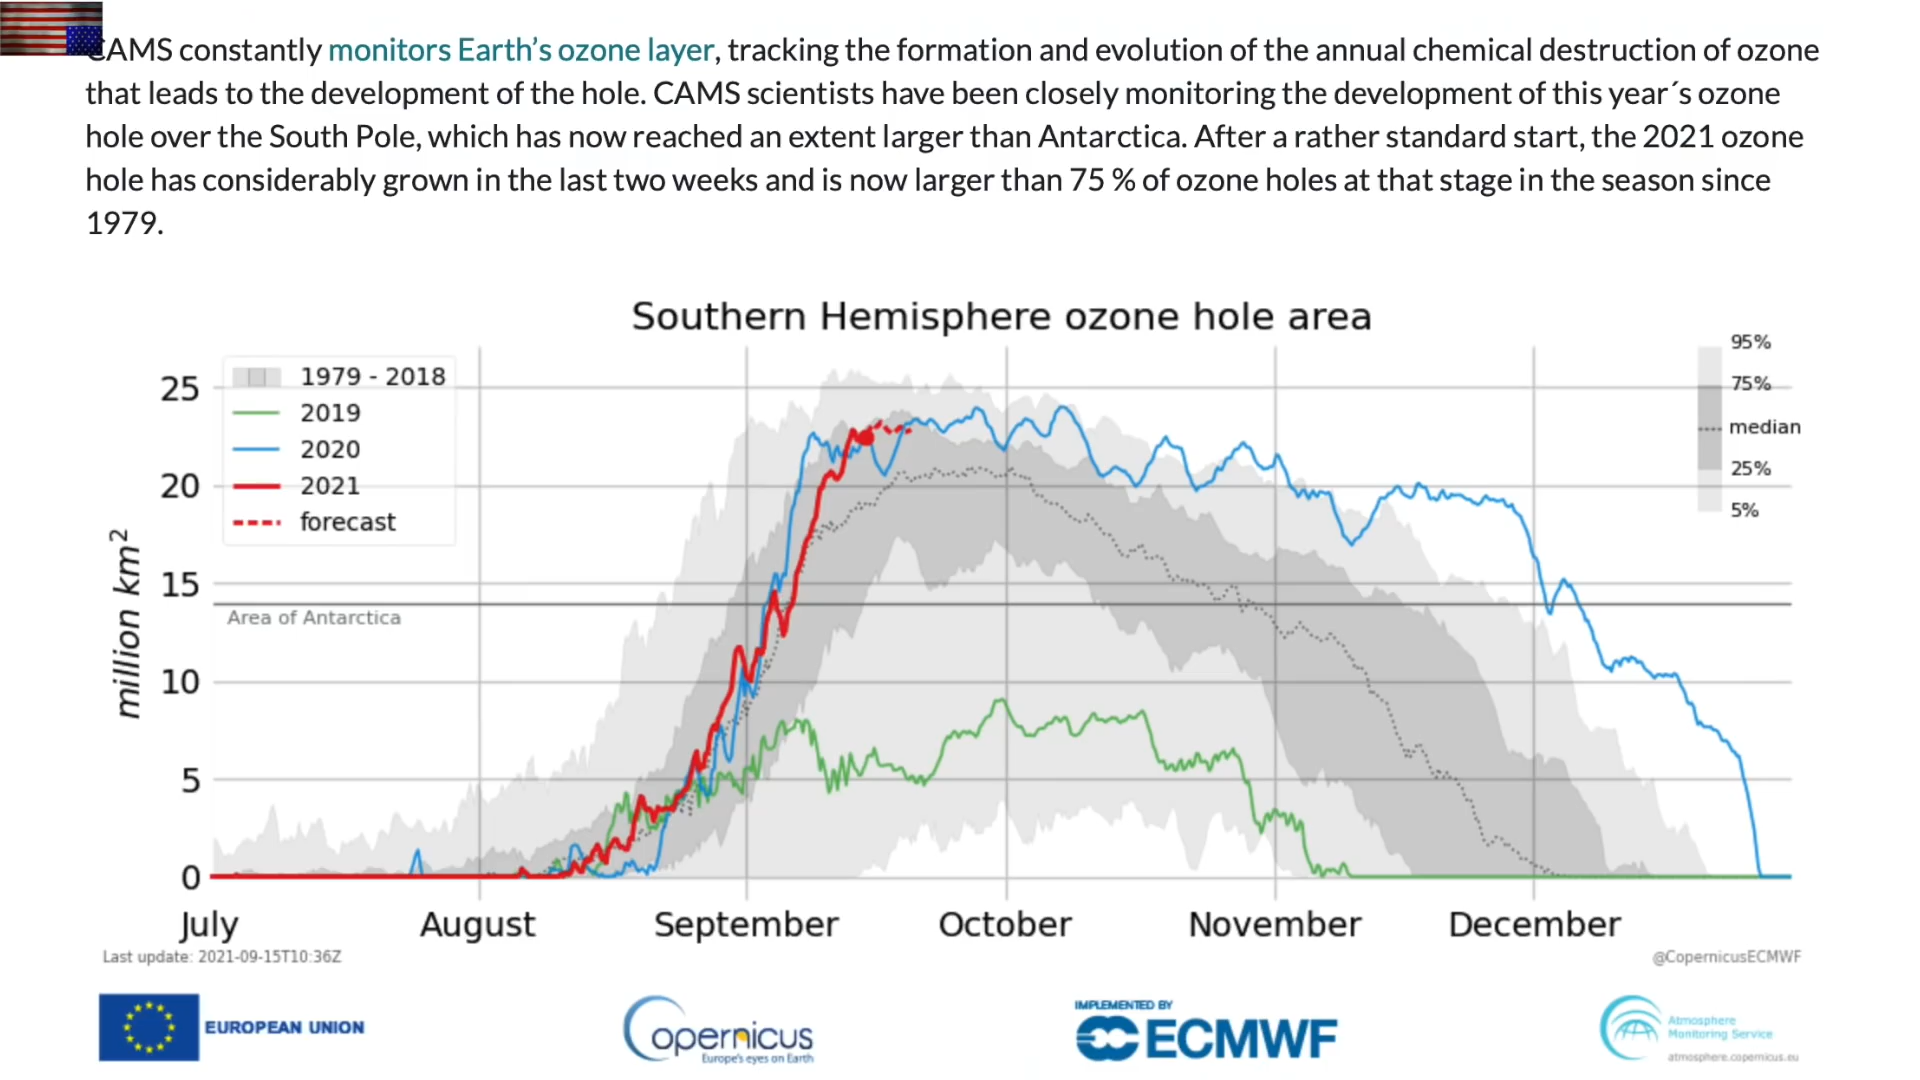 CAMS constantly monitors Earth’s ozone layer, tracking the formation and evolution of the annual chemical destruction of ozone
that leads to the development of the hole. CAMS scientists have been closely monitoring the development of this year´s ozone
hole over the South Pole, which has now reached an extent larger than Antarctica. After a rather standard start, the 2021 ozone
hole has considerably grown in the last two weeks and is now larger than 75 % of ozone holes at that stage in the season since
1979.
Southern Hemisphere ozone hole area
1979 - 2018
2019
2020
2021
forecast
95%
75%
median
25%
5%
million km²
25
20
15
10
5
0
Area of Antarctica
July
August
September
October
November
December
Last update: 2021-09-15T10:36Z
@CopernicusECMWF
EUROPEAN UNION
Copernicus
Europe's eyes on Earth
IMPLEMENTED BY
ECMWF
Atmosphere
Monitoring Service
atmosphere.copernicus.eu